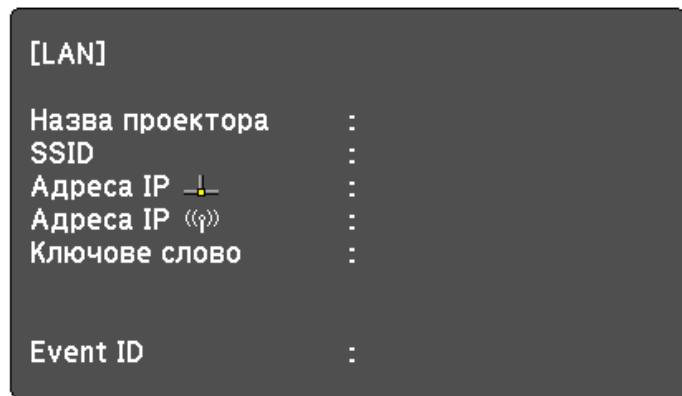 [LAN]
Назва проектора :
SSID :
Адреса IP :
Адреса IP :
Ключове слово :
Event ID :